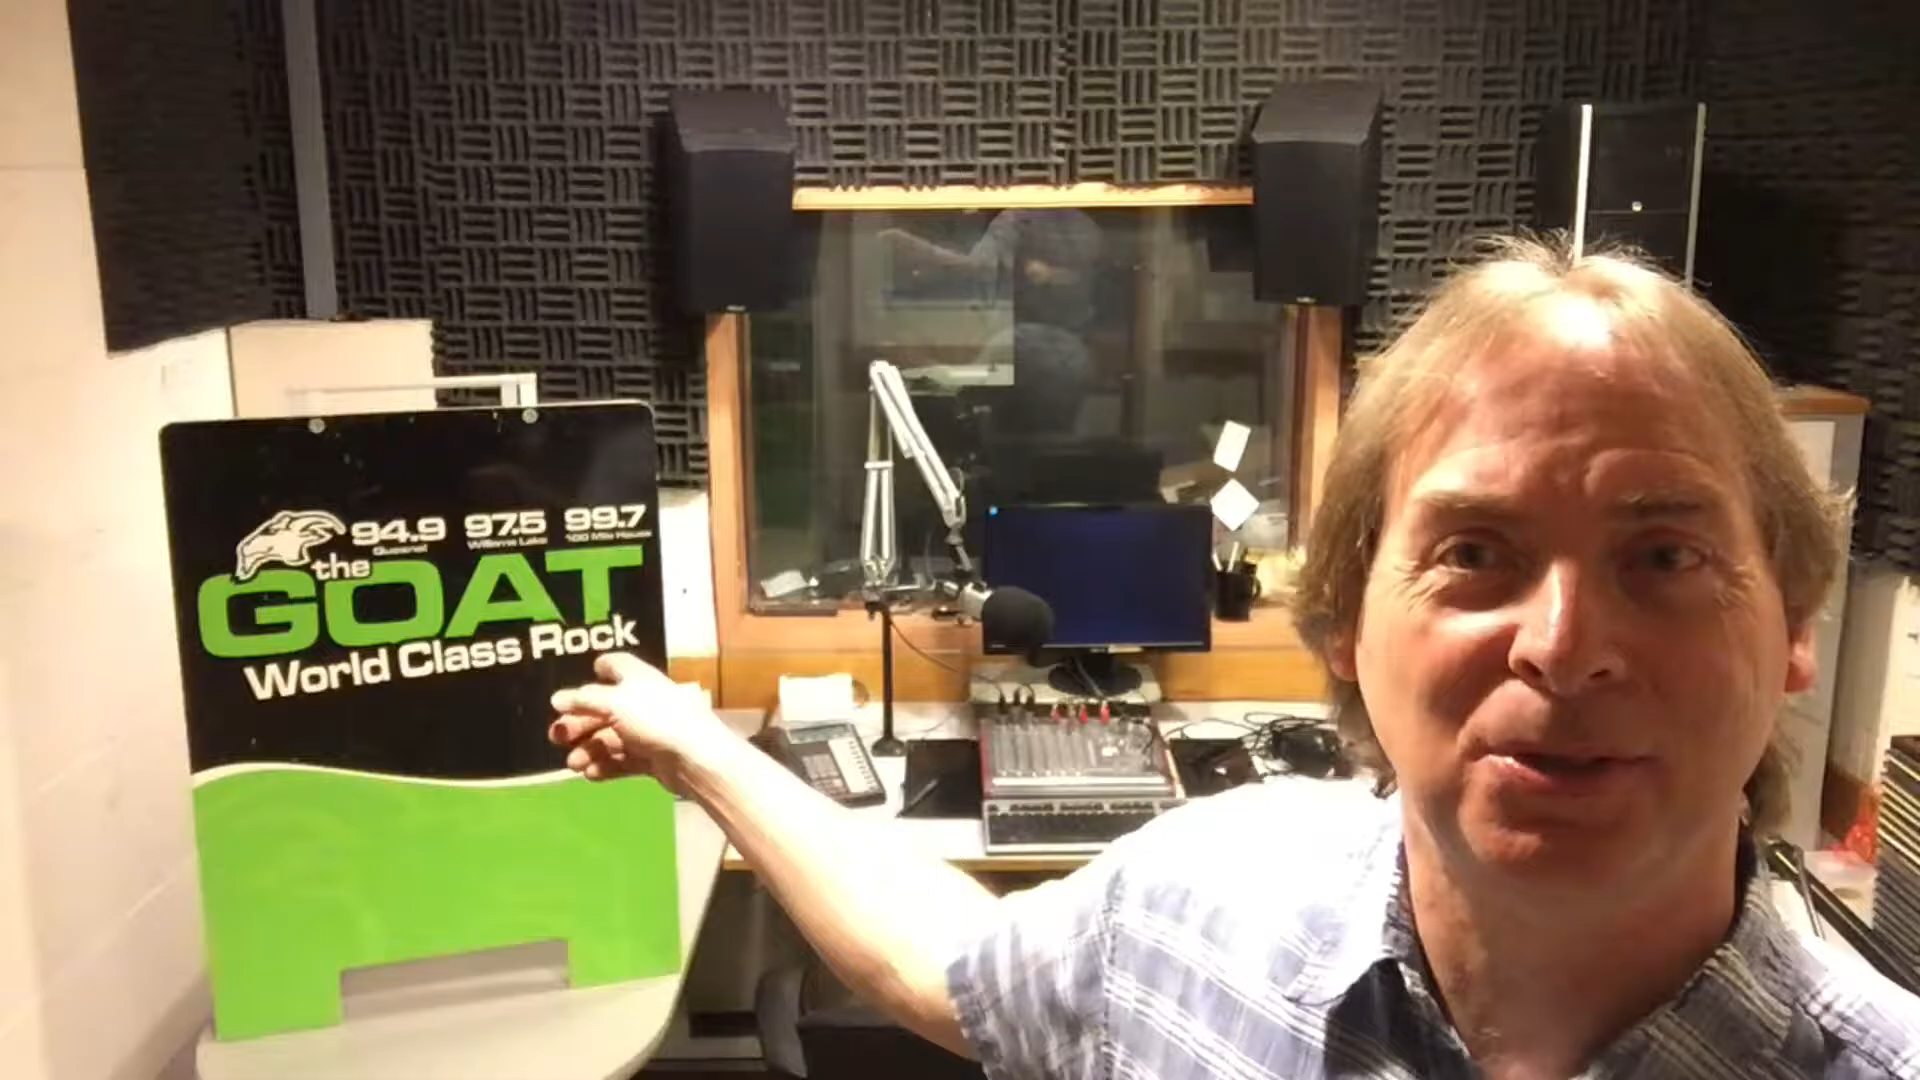 94.9 97.5 99.7
Quesnel Williams Lake 100 Mile House
the
GOAT
World Class Rock